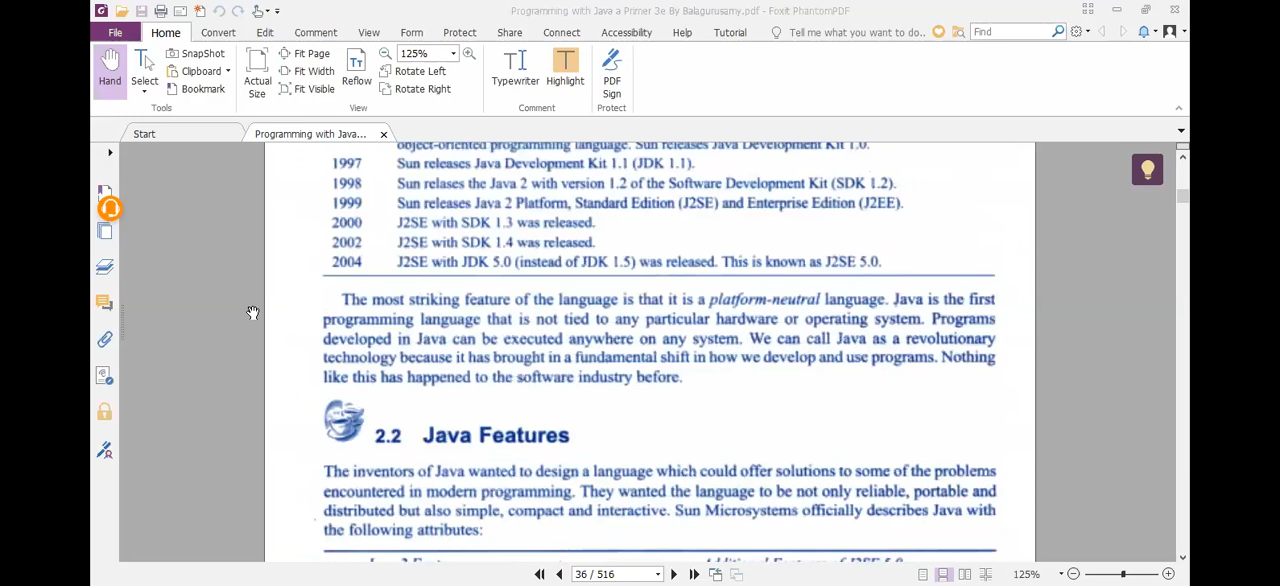 Programming with Java a Primer 3e By Balagurusamy.pdf - Foxit PhantomPDF
File Home Convert Edit Comment View Form Protect Share Connect Accessibility Help Tutorial Tell me what you want to do... Find
Hand
Select
SnapShot
Clipboard
Bookmark
Tools
Actual Size
Fit Page
Fit Width
Fit Visible
Reflow
125%
Rotate Left
Rotate Right
View
Typewriter
Highlight
Comment
PDF Sign
Protect
Start
Programming with Java...
object-oriented programming language. Sun releases Java Development Kit 1.0.
1997 Sun releases Java Development Kit 1.1 (JDK 1.1).
1998 Sun relases the Java 2 with version 1.2 of the Software Development Kit (SDK 1.2).
1999 Sun releases Java 2 Platform, Standard Edition (J2SE) and Enterprise Edition (J2EE).
2000 J2SE with SDK 1.3 was released.
2002 J2SE with SDK 1.4 was released.
2004 J2SE with JDK 5.0 (instead of JDK 1.5) was released. This is known as J2SE 5.0.
The most striking feature of the language is that it is a platform-neutral language. Java is the first
programming language that is not tied to any particular hardware or operating system. Programs
developed in Java can be executed anywhere on any system. We can call Java as a revolutionary
technology because it has brought in a fundamental shift in how we develop and use programs. Nothing
like this has happened to the software industry before.
2.2 Java Features
The inventors of Java wanted to design a language which could offer solutions to some of the problems
encountered in modern programming. They wanted the language to be not only reliable, portable and
distributed but also simple, compact and interactive. Sun Microsystems officially describes Java with
the following attributes:
36 / 516
125%